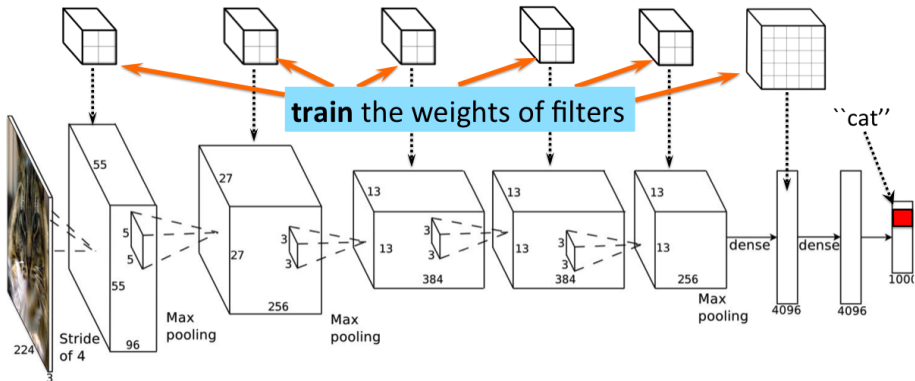 train the weights of filters
``cat''
55
27
13
13
13
5
5
55
27
3
3
13
3
3
13
3
3
13
dense
dense
384
384
256
1000
256
Max
pooling
4096
4096
Max
pooling
Max
pooling
96
Stride
of 4
224
3